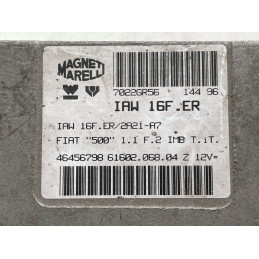 MAGNETI
MARELLI
7022GR56 144 96
IAW 16F.ER
IAW 16F.ER/2A21-A7
FIAT "500" 1.1 F.2 IMB T.iT.
46456798 61602.068.04 Z 12V=